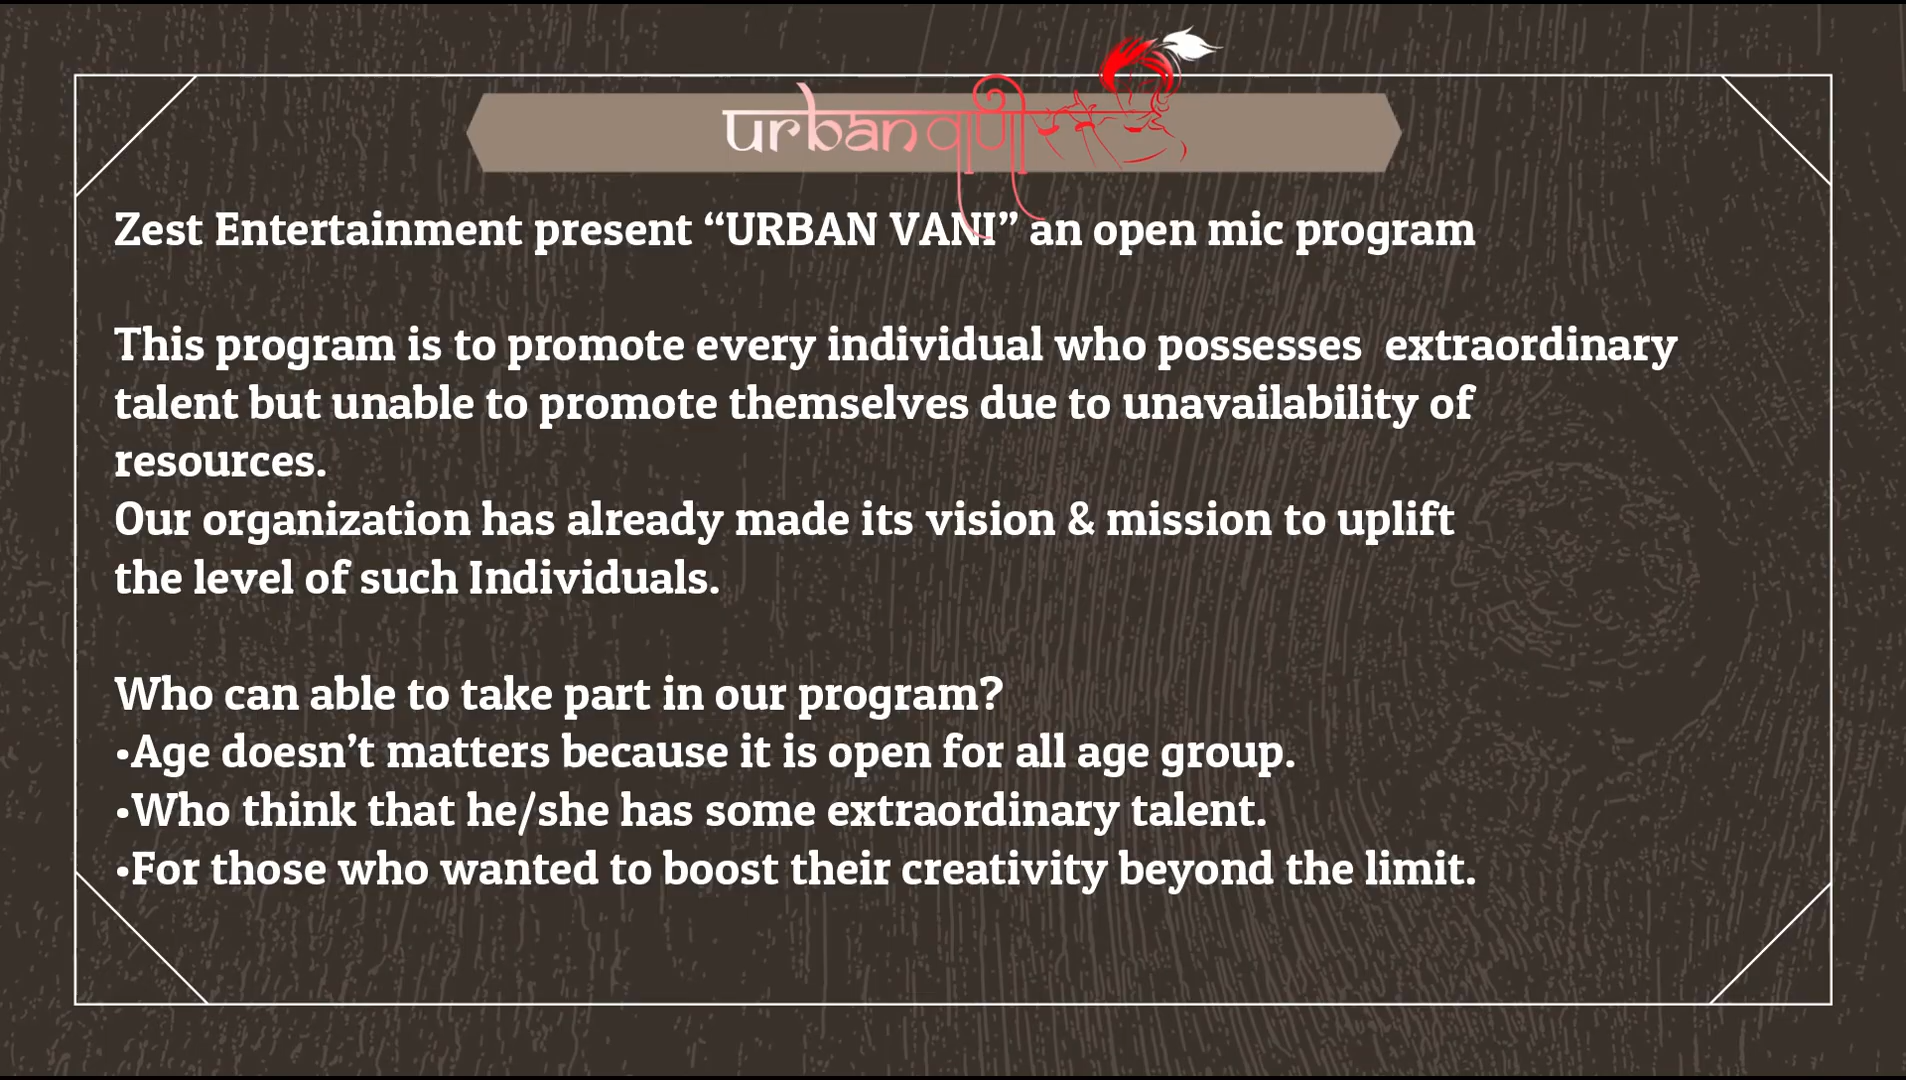 urbanवाणी
Zest Entertainment present “URBAN VANI” an open mic program
This program is to promote every individual who possesses  extraordinary
talent but unable to promote themselves due to unavailability of
resources.
Our organization has already made its vision & mission to uplift
the level of such Individuals.
Who can able to take part in our program?
•Age doesn’t matters because it is open for all age group.
•Who think that he/she has some extraordinary talent.
•For those who wanted to boost their creativity beyond the limit.